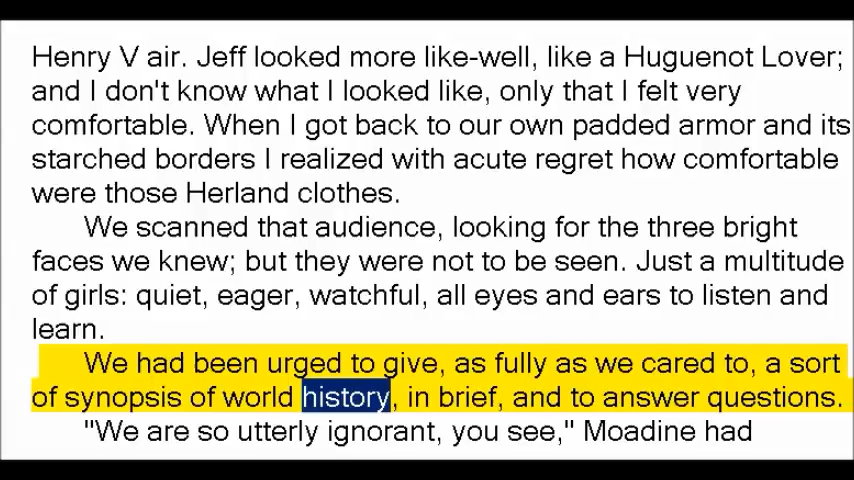 Henry V air. Jeff looked more like-well, like a Huguenot Lover;
and I don't know what I looked like, only that I felt very
comfortable. When I got back to our own padded armor and its
starched borders I realized with acute regret how comfortable
were those Herland clothes.
We scanned that audience, looking for the three bright
faces we knew; but they were not to be seen. Just a multitude
of girls: quiet, eager, watchful, all eyes and ears to listen and
learn.
We had been urged to give, as fully as we cared to, a sort
of synopsis of world history, in brief, and to answer questions.
"We are so utterly ignorant, you see," Moadine had